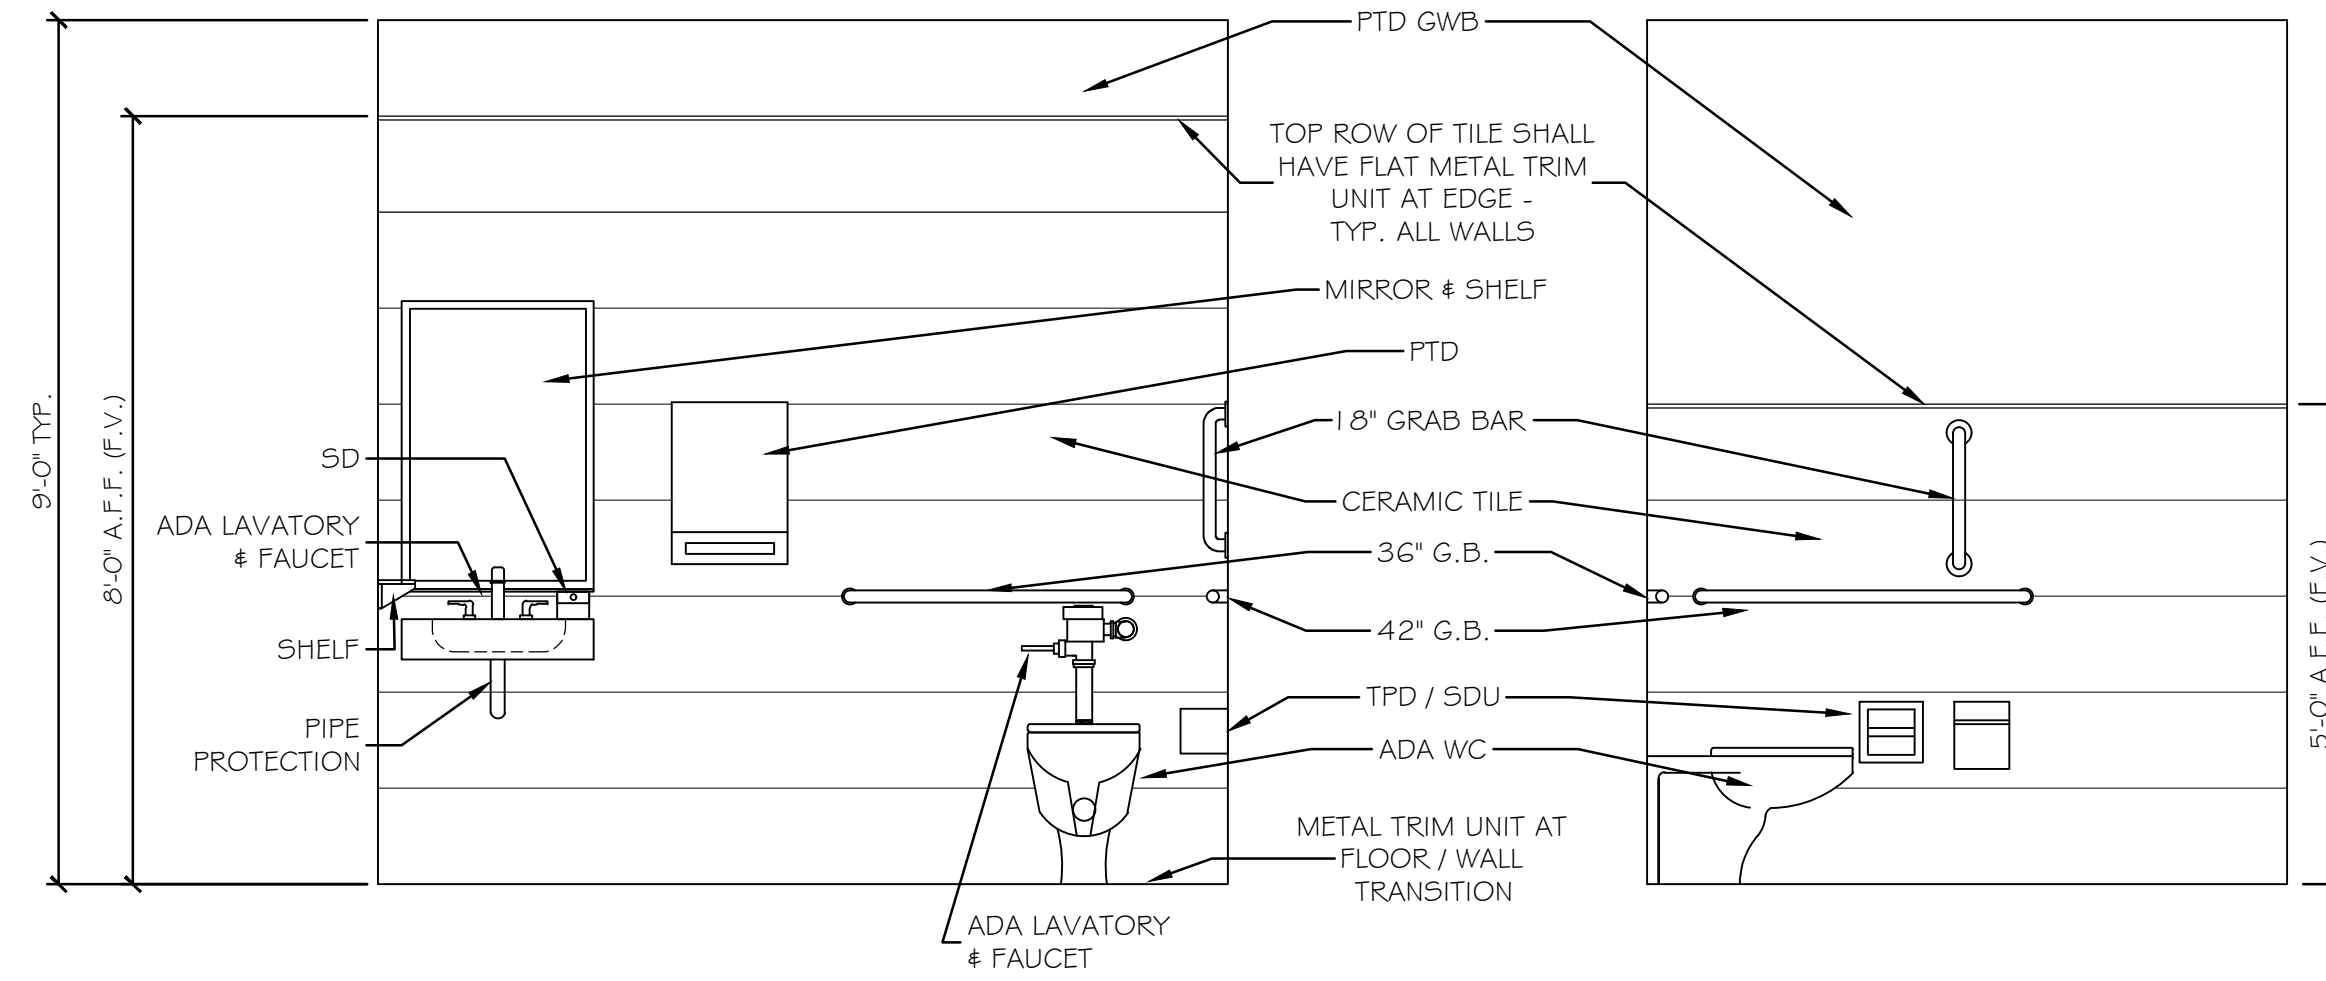 PTD GWB
TOP ROW OF TILE SHALL
HAVE FLAT METAL TRIM
UNIT AT EDGE -
TYP. ALL WALLS
MIRROR & SHELF
PTD
18" GRAB BAR
CERAMIC TILE
36" G.B.
42" G.B.
TPD / SDU
ADA WC
METAL TRIM UNIT AT
FLOOR / WALL
TRANSITION
9'-0" TYP.
8'-0" A.F.F. (F.V.)
SD
ADA LAVATORY
& FAUCET
SHELF
PIPE
PROTECTION
ADA LAVATORY
& FAUCET
5'-0" A.F.F. (F.V.)